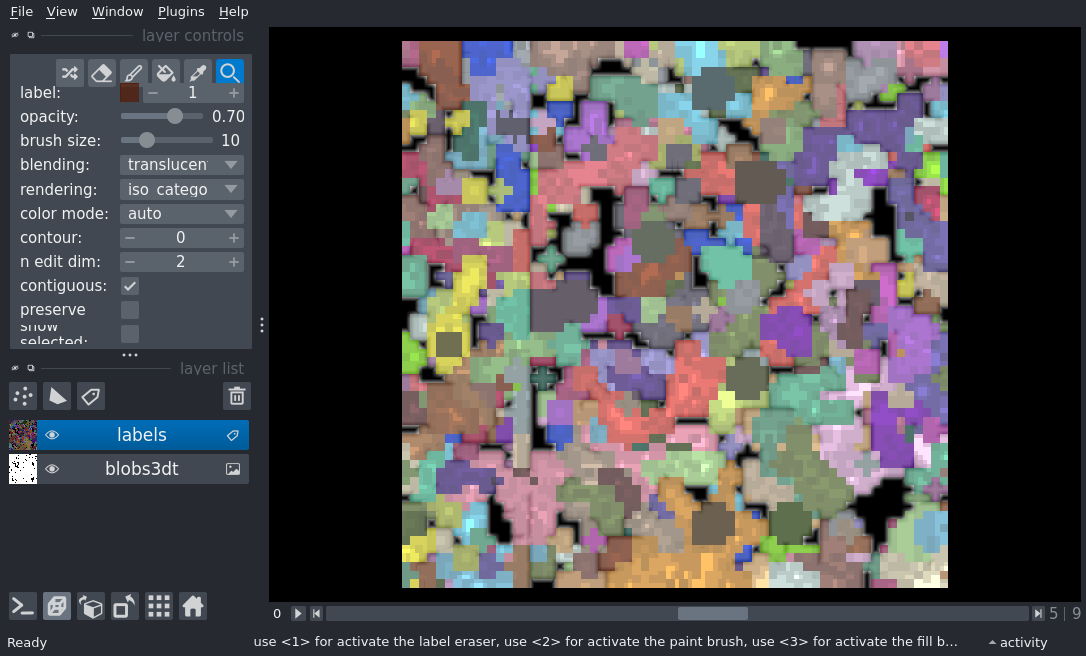 File View Window Plugins Help
layer controls
label: 1
opacity: 0.70
brush size: 10
blending: translucen
rendering: iso catego
color mode: auto
contour: 0
n edit dim: 2
contiguous:
preserve
show
selected:
layer list
labels
blobs3dt
0 5 | 9
Ready use <1> for activate the label eraser, use <2> for activate the paint brush, use <3> for activate the fill b... activity